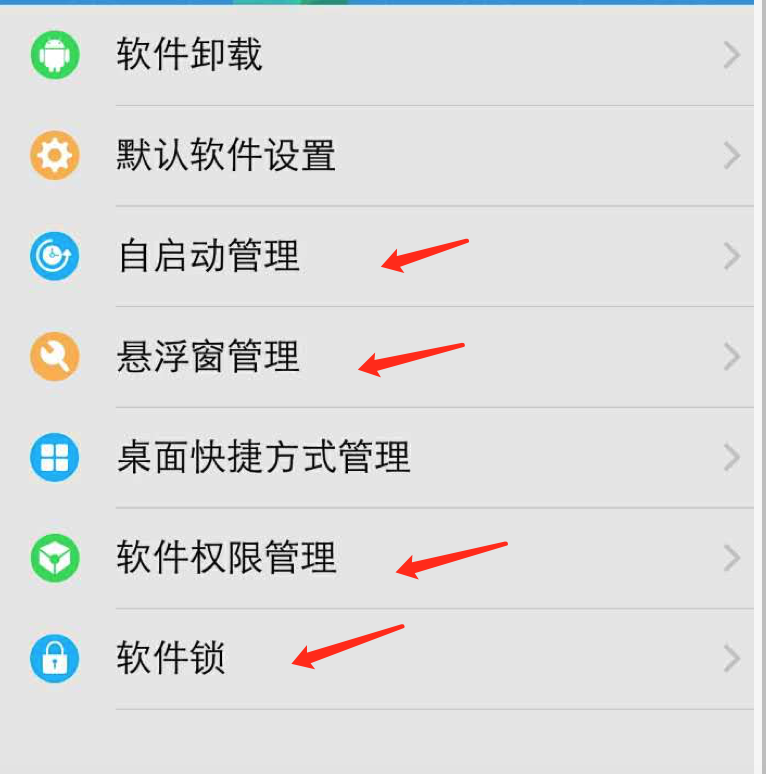 软件卸载
默认软件设置
自启动管理
悬浮窗管理
桌面快捷方式管理
软件权限管理
软件锁